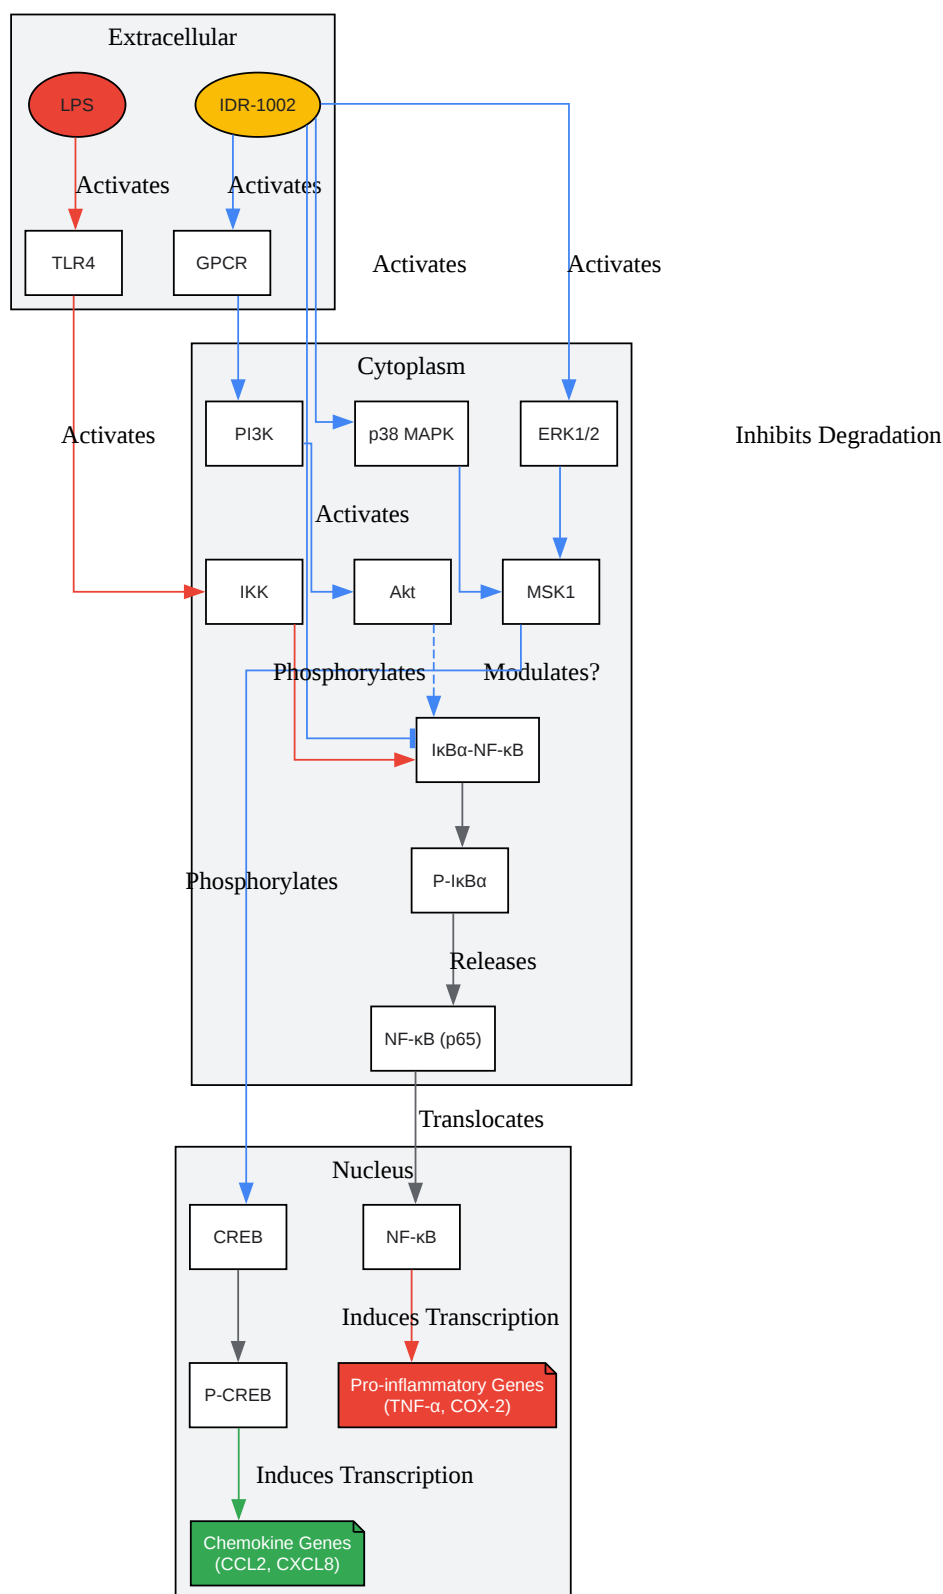 Extracellular
LPS
IDR-1002
Activates
Activates
TLR4
GPCR
Activates
Activates
Cytoplasm
PI3K
p38 MAPK
ERK1/2
Activates
Inhibits Degradation
Activates
IKK
Akt
MSK1
Phosphorylates
Modulates?
IκBα-NF-κB
Phosphorylates
P-IκBα
Releases
NF-κB (p65)
Translocates
Nucleus
CREB
NF-κB
Induces Transcription
P-CREB
Pro-inflammatory Genes
(TNF-α, COX-2)
Induces Transcription
Chemokine Genes
(CCL2, CXCL8)